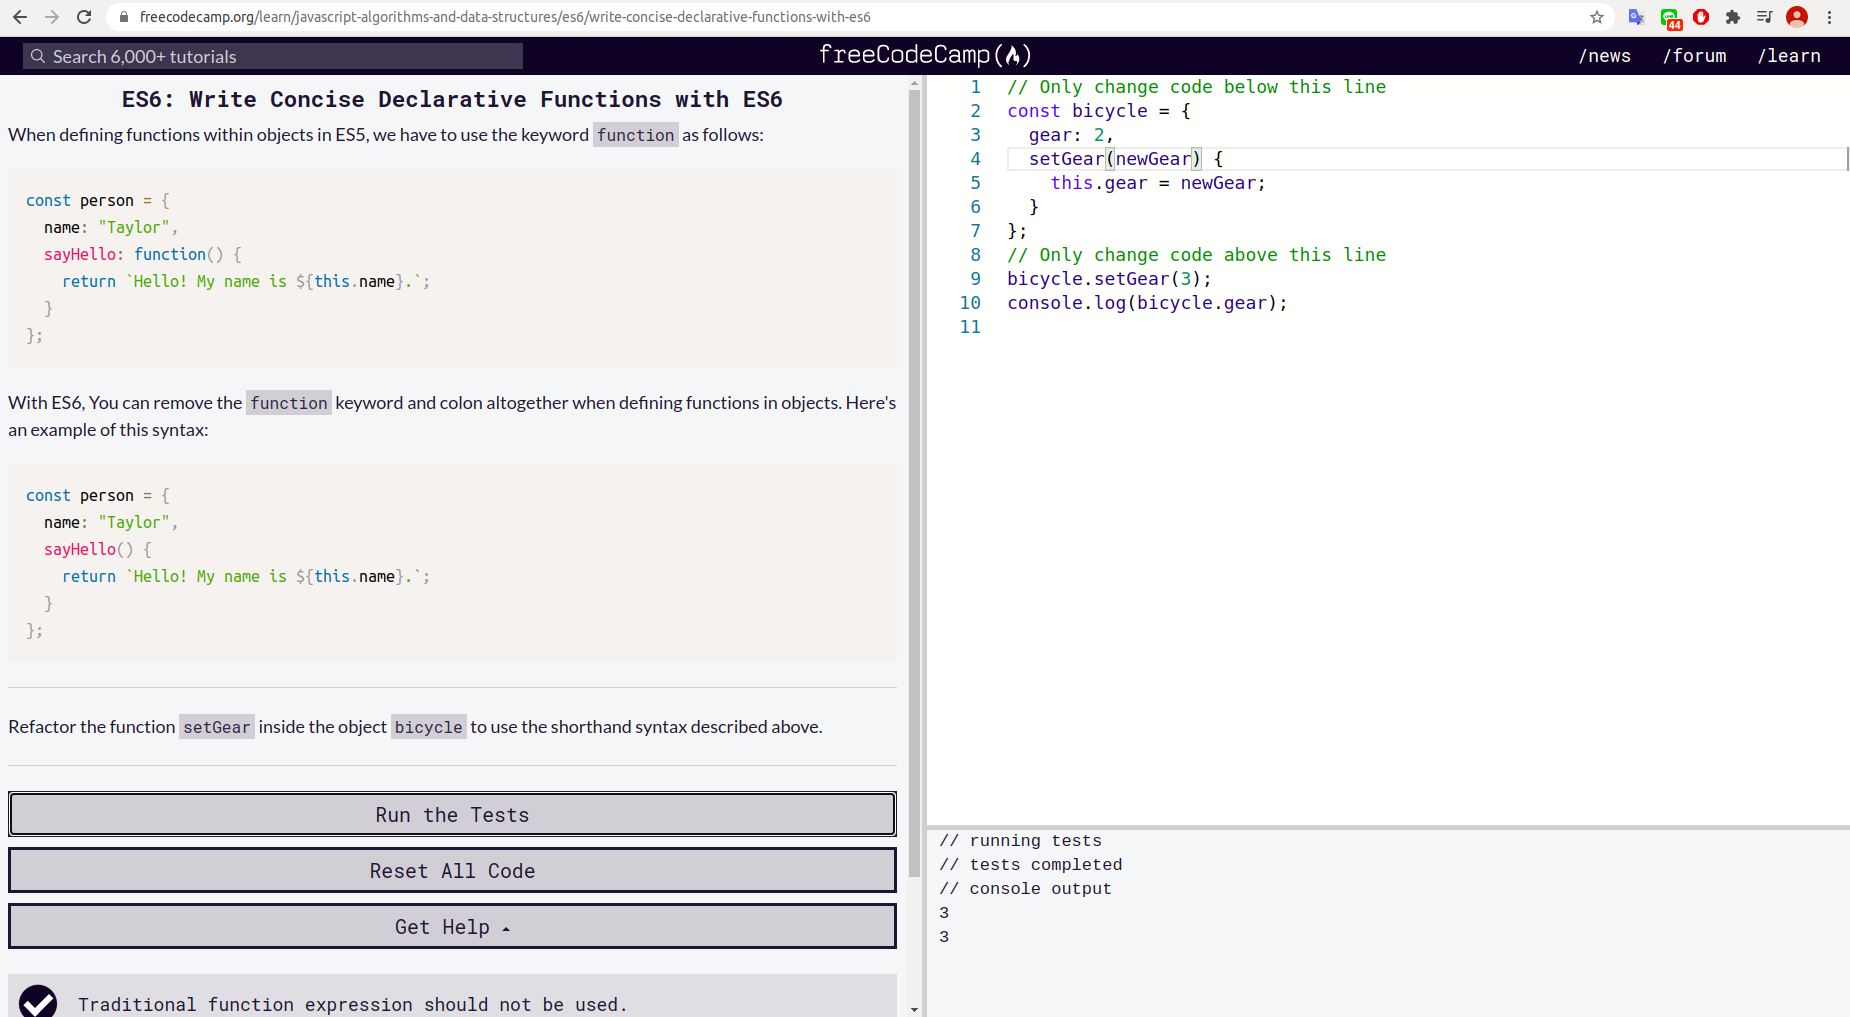 freecodecamp.org/learn/javascript-algorithms-and-data-structures/es6/write-concise-declarative-functions-with-es6
44
Search 6,000+ tutorials
freeCodeCamp
/news
/forum
/learn
ES6: Write Concise Declarative Functions with ES6
When defining functions within objects in ES5, we have to use the keyword function as follows:
const person = {
  name: "Taylor",
  sayHello: function() {
    return `Hello! My name is ${this.name}.`;
  }
};
With ES6, You can remove the function keyword and colon altogether when defining functions in objects. Here's
an example of this syntax:
const person = {
  name: "Taylor",
  sayHello() {
    return `Hello! My name is ${this.name}.`;
  }
};
Refactor the function setGear inside the object bicycle to use the shorthand syntax described above.
Run the Tests
Reset All Code
Get Help
Traditional function expression should not be used.
1 // Only change code below this line
2 const bicycle = {
3   gear: 2,
4   setGear(newGear) {
5     this.gear = newGear;
6   }
7 };
8 // Only change code above this line
9 bicycle.setGear(3);
10 console.log(bicycle.gear);
11
// running tests
// tests completed
// console output
3
3